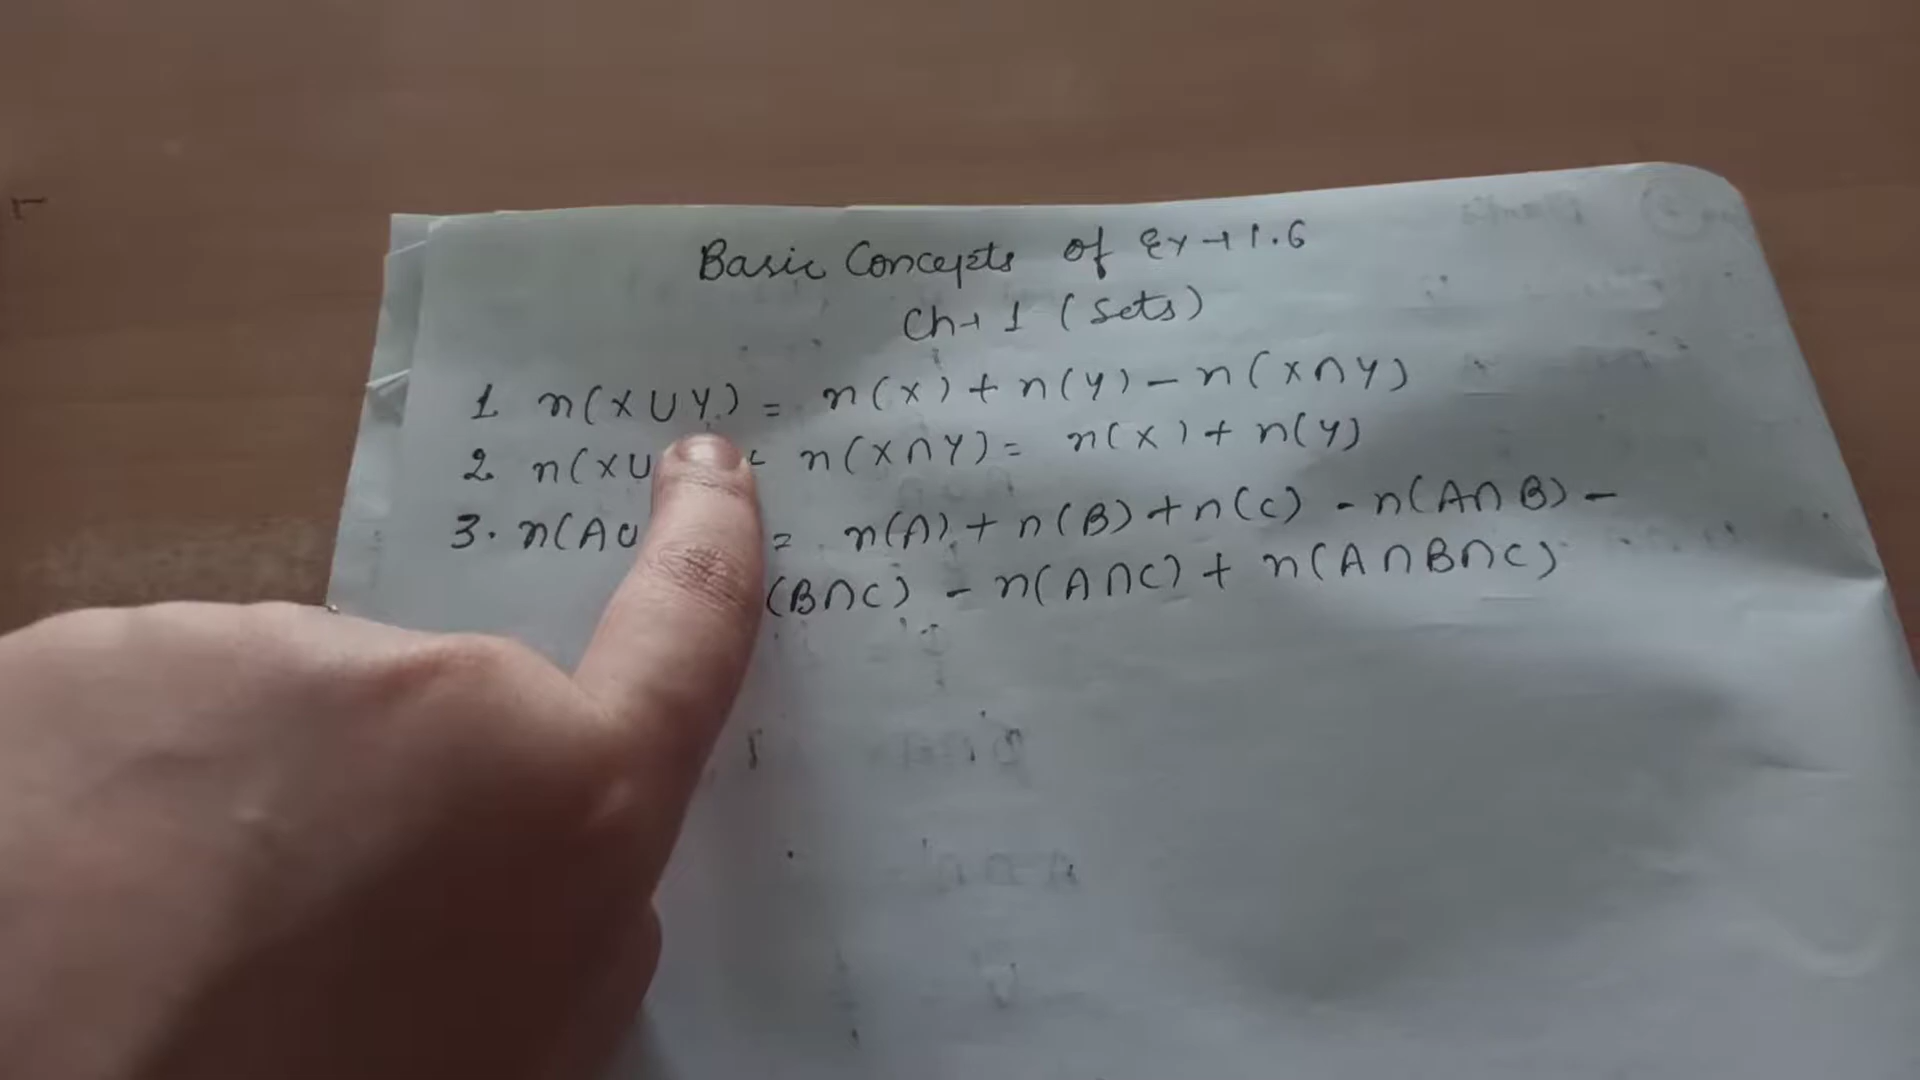 Basic Concepts of Ex → 1.6
Ch → 1 (Sets)
1 n(X∪Y) = n(X) + n(Y) - n(X∩Y)
2 n(X∪ n(X∩Y) = n(X) + n(Y)
3. n(A∪ = n(A) + n(B) + n(C) - n(A∩B) -
(B∩C) - n(A∩C) + n(A∩B∩C)